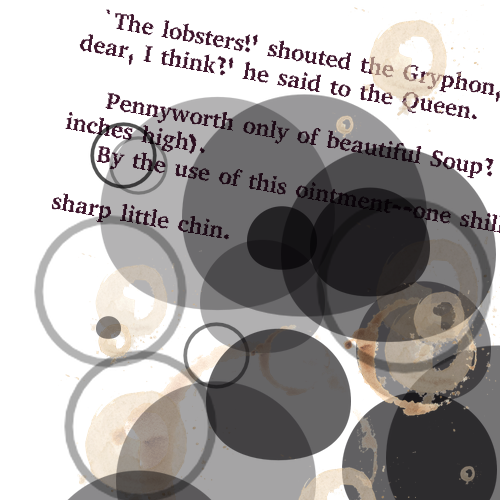 `The lobsters!' shouted the Gryphon,
dear, I think?' he said to the Queen.
Pennyworth only of beautiful Soup?
inches high).
By the use of this ointment--one
sharp little chin.